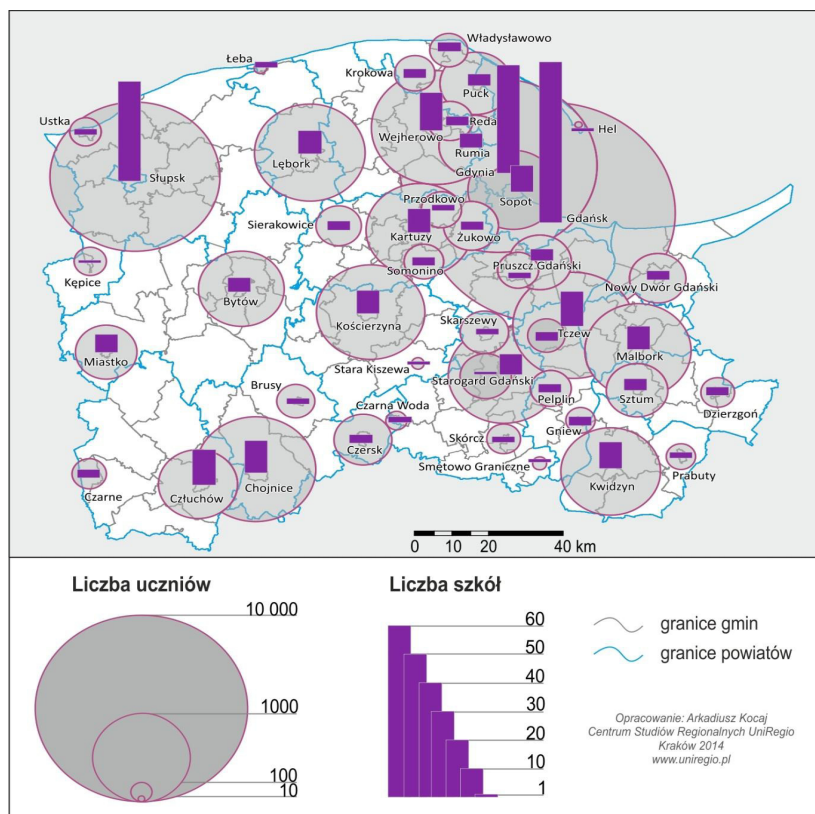 Władysławowo
Łeba
Krokowa
Puck
Ustka
Reda
Hel
Wejherowo
Rumia
Lębork
Słupsk
Gdynia
Przodkowo
Sopot
Sierakowice
Gdańsk
Kartuzy
Żukowo
Somonino
Pruszcz Gdański
Kępice
Nowy Dwór Gdański
Bytów
Kościerzyna
Skarszewy
Tczew
Miastko
Malbork
Stara Kiszewa
Starogard Gdański
Brusy
Pelplin
Sztum
Dzierzgoń
Czarna Woda
Gniew
Skórcz
Czersk
Smętowo Graniczne
Prabuty
Czarne
Człuchów
Chojnice
Kwidzyn
0 10 20 40 km
Liczba uczniów
10 000
1000
100
10
Liczba szkół
60
50
40
30
20
10
1
granice gmin
granice powiatów
Opracowanie: Arkadiusz Kocaj
Centrum Studiów Regionalnych UniRegio
Kraków 2014
www.uniregio.pl